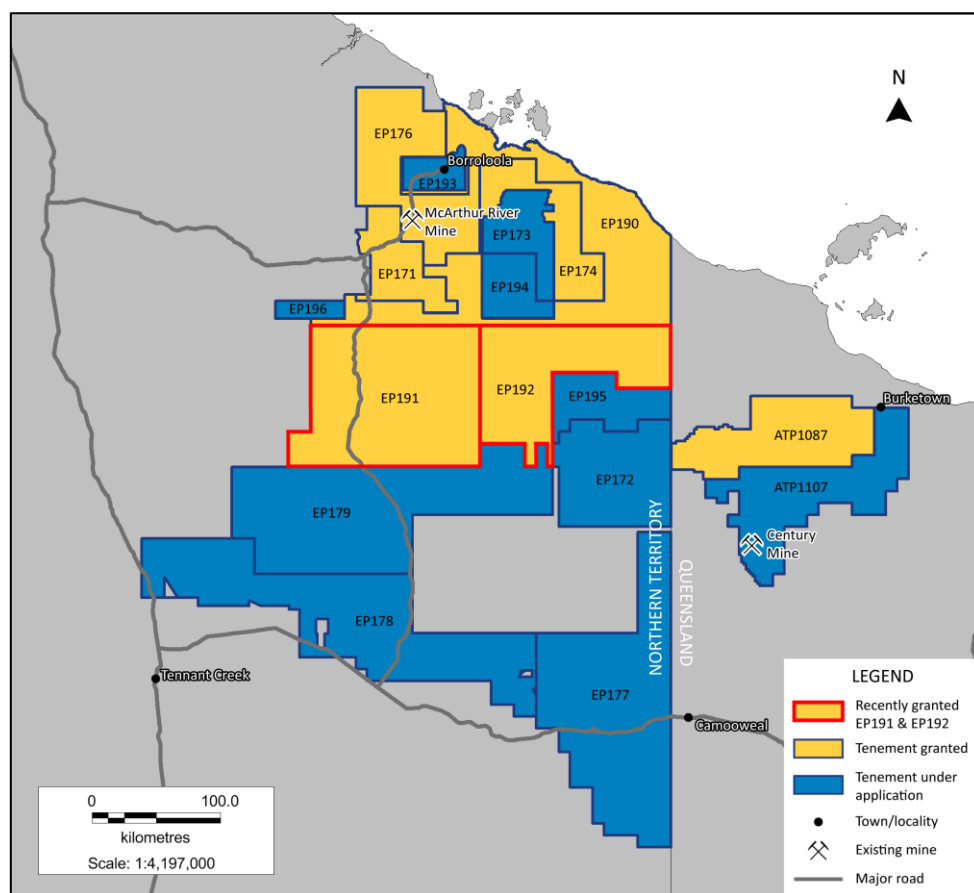 N
EP176
Borroloola
EP193
McArthur River
Mine
EP173
EP190
EP171
EP174
EP194
EP196
EP191
EP192
EP195
Burketown
ATP1087
ATP1107
EP172
EP179
Century
Mine
NORTHERN TERRITORY
QUEENSLAND
EP178
Tennant Creek
EP177
Camooweal
LEGEND
Recently granted
EP191 & EP192
Tenement granted
Tenement under
application
Town/locality
Existing mine
Major road
0 100.0
kilometres
Scale: 1:4,197,000